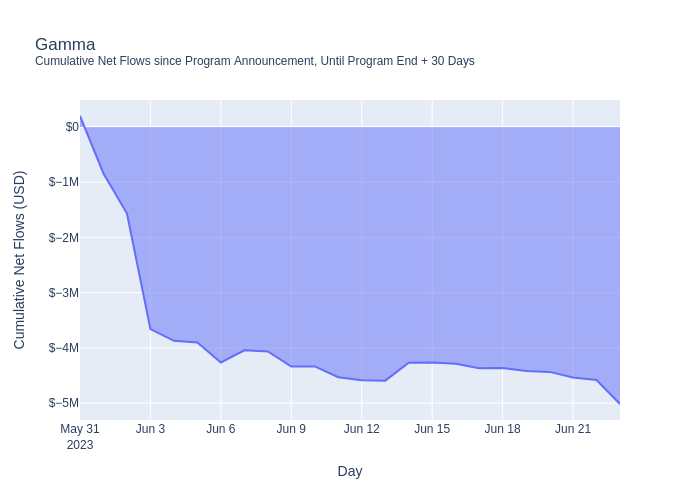 Gamma
Cumulative Net Flows since Program Announcement, Until Program End + 30 Days
Cumulative Net Flows (USD)
$0
$−1M
$−2M
$−3M
$−4M
$−5M
May 31 Jun 3 Jun 6 Jun 9 Jun 12 Jun 15 Jun 18 Jun 21
2023
Day